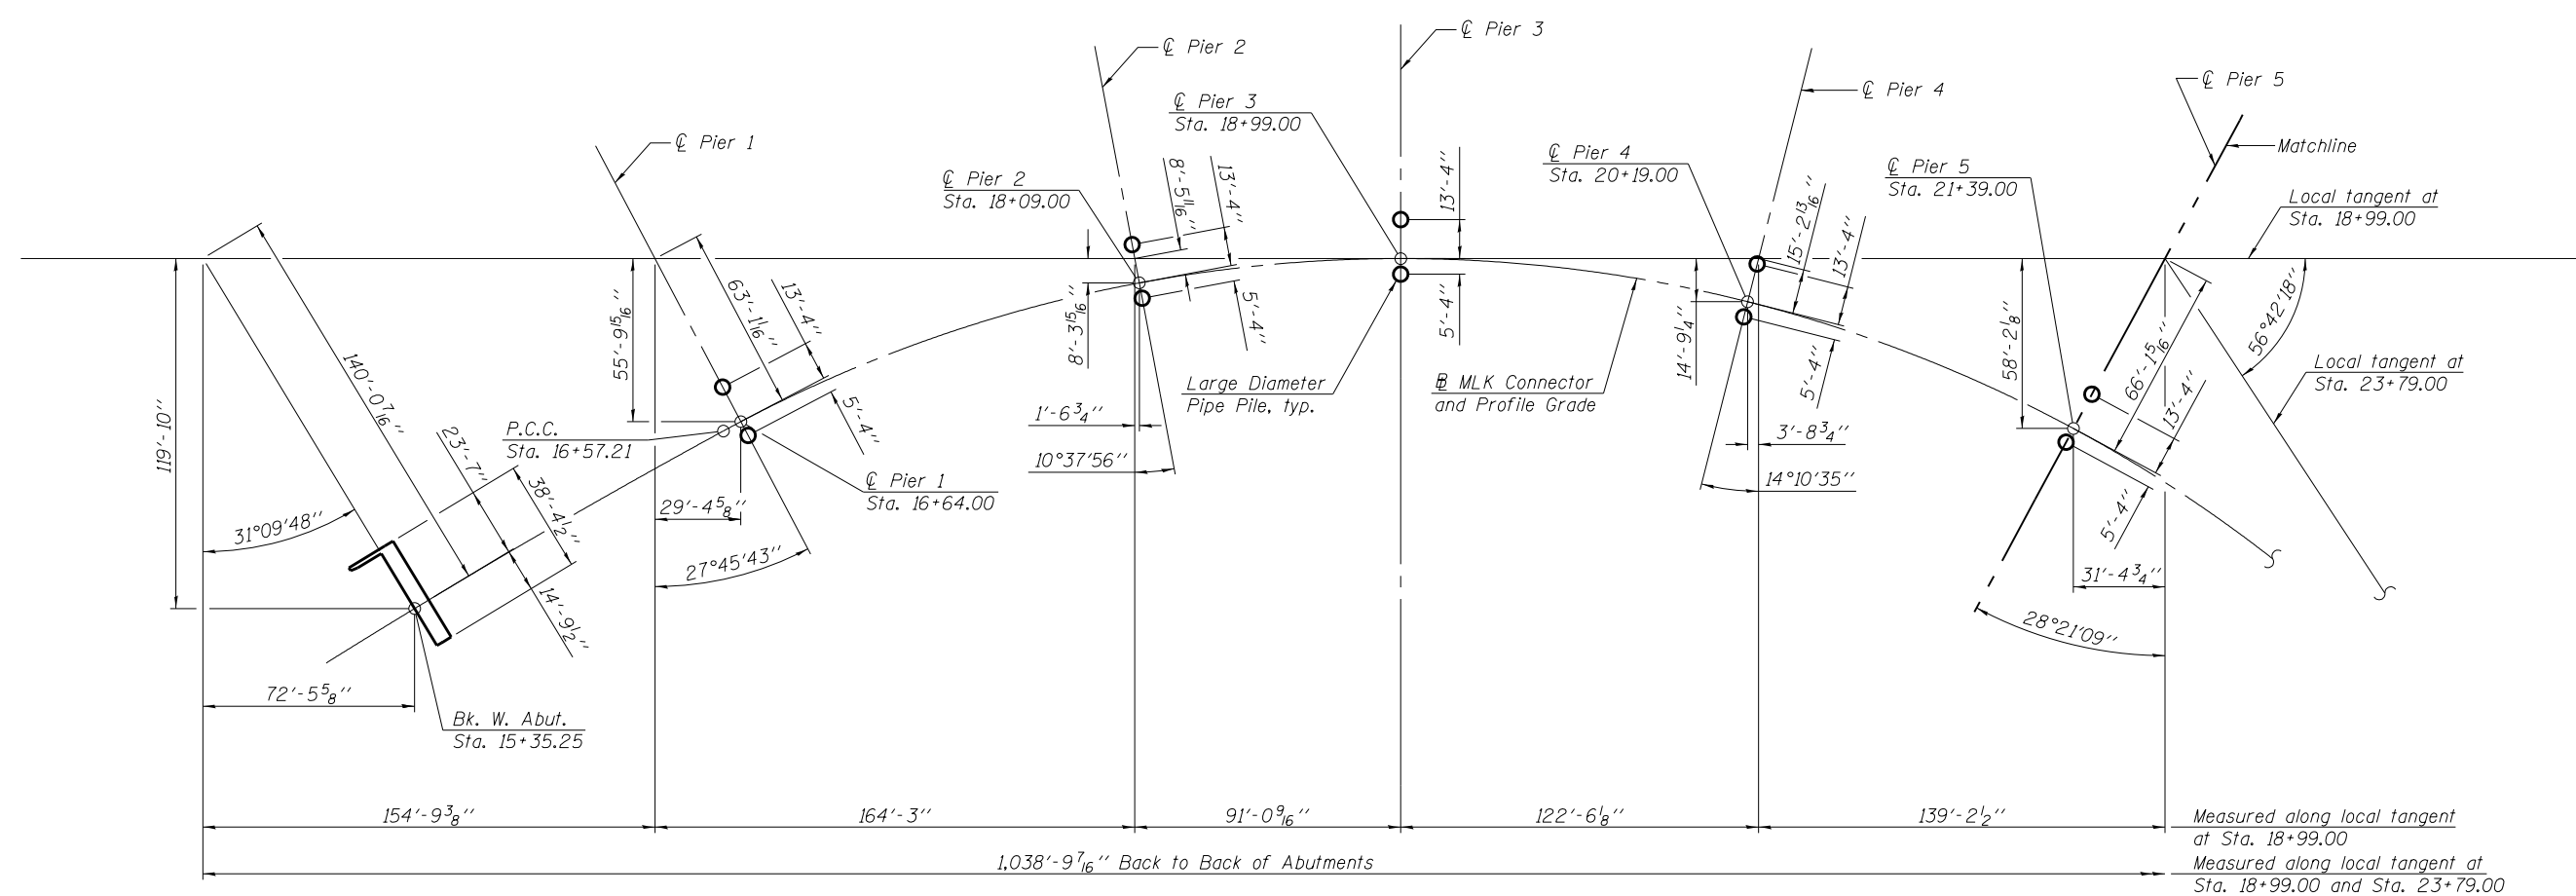 ℄ Pier 3
℄ Pier 2
℄ Pier 5
℄ Pier 4
℄ Pier 3
Sta. 18+99.00
℄ Pier 1
Matchline
℄ Pier 4
Sta. 20+19.00
℄ Pier 5
Sta. 21+39.00
℄ Pier 2
Sta. 18+09.00
Local tangent at
Sta. 18+99.00
8'-5 11/16"
13'-4"
13'-4"
15'-2 13/16"
13'-4"
63'-1 1/16"
13'-4"
55'-9 15/16"
8'-3 15/16"
5'-4"
5'-4"
14'-9 1/4"
5'-4"
58'-2 1/8"
66'-1 15/16"
13'-4"
56°42'18"
140'-0 7/16"
119'-10"
5'-4"
Large Diameter
Pipe Pile, typ.
℄ MLK Connector
and Profile Grade
Local tangent at
Sta. 23+79.00
1'-6 3/4"
3'-8 3/4"
P.C.C.
Sta. 16+57.21
23'-7"
38'-4 1/2"
10°37'56"
14°10'35"
℄ Pier 1
Sta. 16+64.00
29'-4 5/8"
5'-4"
31°09'48"
27°45'43"
14'-9 1/2"
31'-4 3/4"
28°21'09"
72'-5 5/8"
Bk. W. Abut.
Sta. 15+35.25
154'-9 3/8"
164'-3"
91'-0 9/16"
122'-6 1/8"
139'-2 1/2"
Measured along local tangent
at Sta. 18+99.00
1,038'-9 7/16" Back to Back of Abutments
Measured along local tangent at
Sta. 18+99.00 and Sta. 23+79.00